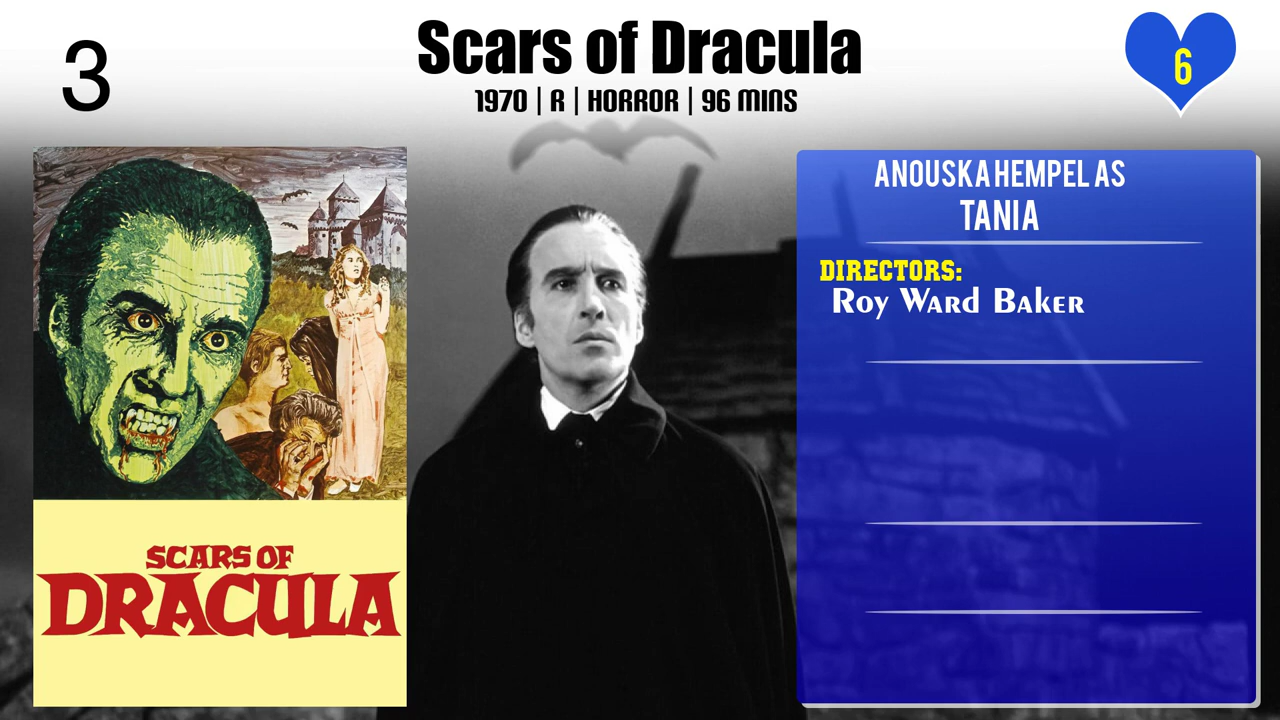 3
Scars of Dracula
1970 | R | HORROR | 96 MINS
6
ANOUSKA HEMPEL AS
TANIA
DIRECTORS:
Roy Ward Baker
SCARS OF
DRACULA